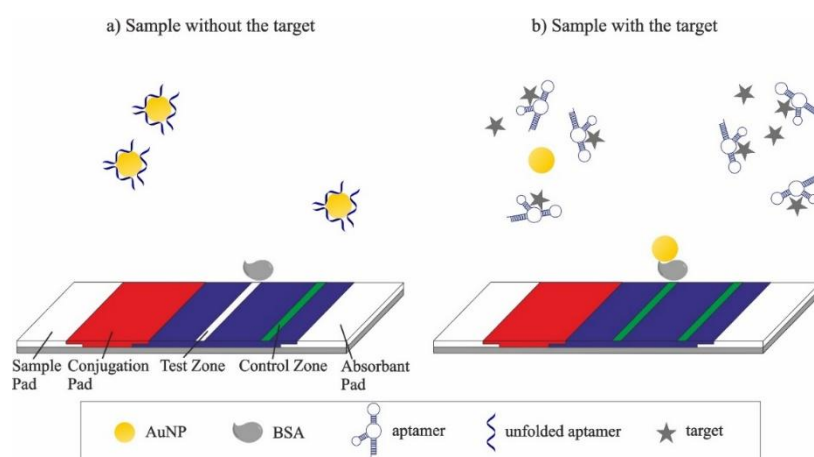 a) Sample without the target
b) Sample with the target
Sample Pad
Conjugation Pad
Test Zone
Control Zone
Absorbant Pad
AuNP
BSA
aptamer
unfolded aptamer
target